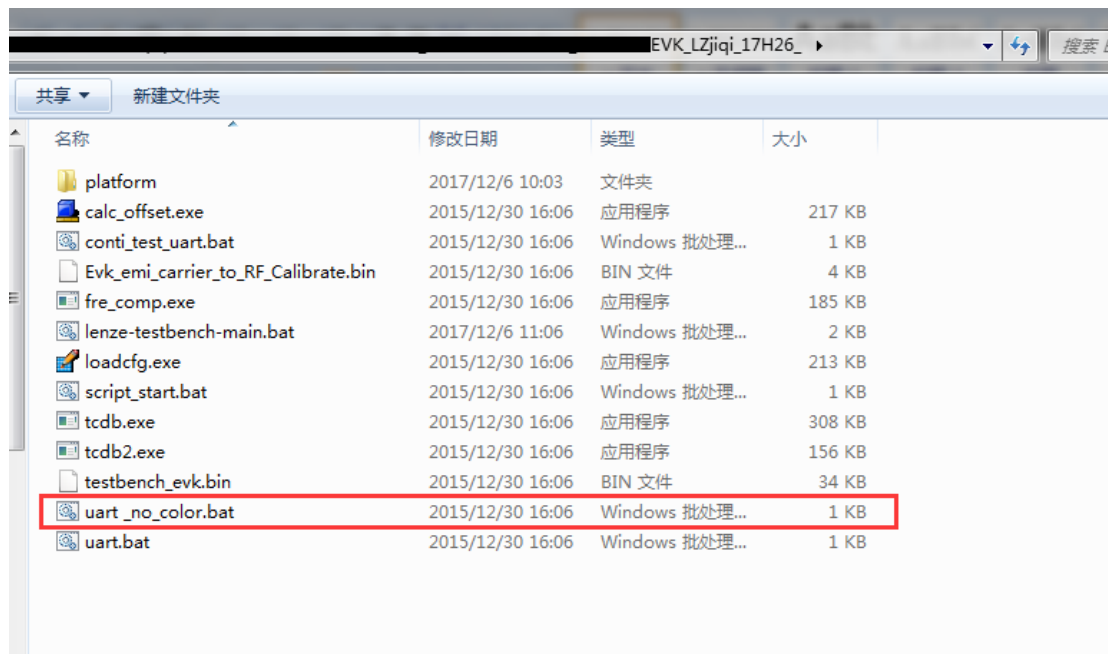 EVK_LZjiqi_17H26_
搜索
共享 新建文件夹
名称 修改日期 类型 大小
platform 2017/12/6 10:03 文件夹
calc_offset.exe 2015/12/30 16:06 应用程序 217 KB
conti_test_uart.bat 2015/12/30 16:06 Windows 批处理... 1 KB
Evk_emi_carrier_to_RF_Calibrate.bin 2015/12/30 16:06 BIN 文件 4 KB
fre_comp.exe 2015/12/30 16:06 应用程序 185 KB
lenze-testbench-main.bat 2017/12/6 11:06 Windows 批处理... 2 KB
loadcfg.exe 2015/12/30 16:06 应用程序 213 KB
script_start.bat 2015/12/30 16:06 Windows 批处理... 1 KB
tcdb.exe 2015/12/30 16:06 应用程序 308 KB
tcdb2.exe 2015/12/30 16:06 应用程序 156 KB
testbench_evk.bin 2015/12/30 16:06 BIN 文件 34 KB
uart _no_color.bat 2015/12/30 16:06 Windows 批处理... 1 KB
uart.bat 2015/12/30 16:06 Windows 批处理... 1 KB